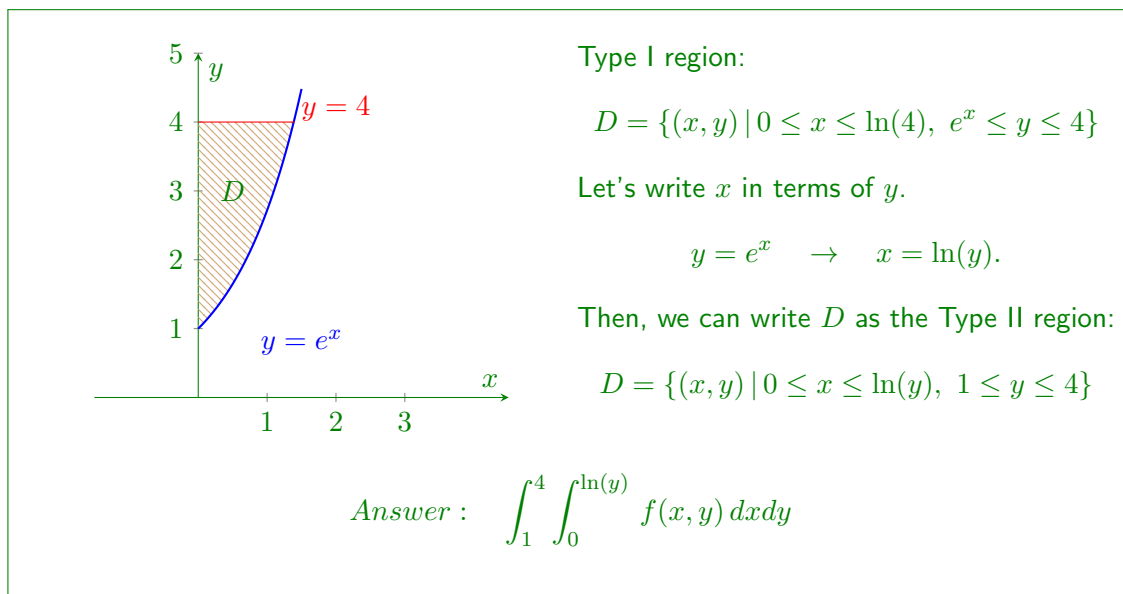 5
y
4
y = 4
3
D
2
1
y = e^x
x
1 2 3
Type I region:
D = {(x, y) | 0 ≤ x ≤ ln(4), e^x ≤ y ≤ 4}
Let's write x in terms of y.
y = e^x → x = ln(y).
Then, we can write D as the Type II region:
D = {(x, y) | 0 ≤ x ≤ ln(y), 1 ≤ y ≤ 4}
Answer : ∫_1^4 ∫_0^{ln(y)} f(x, y) dxdy